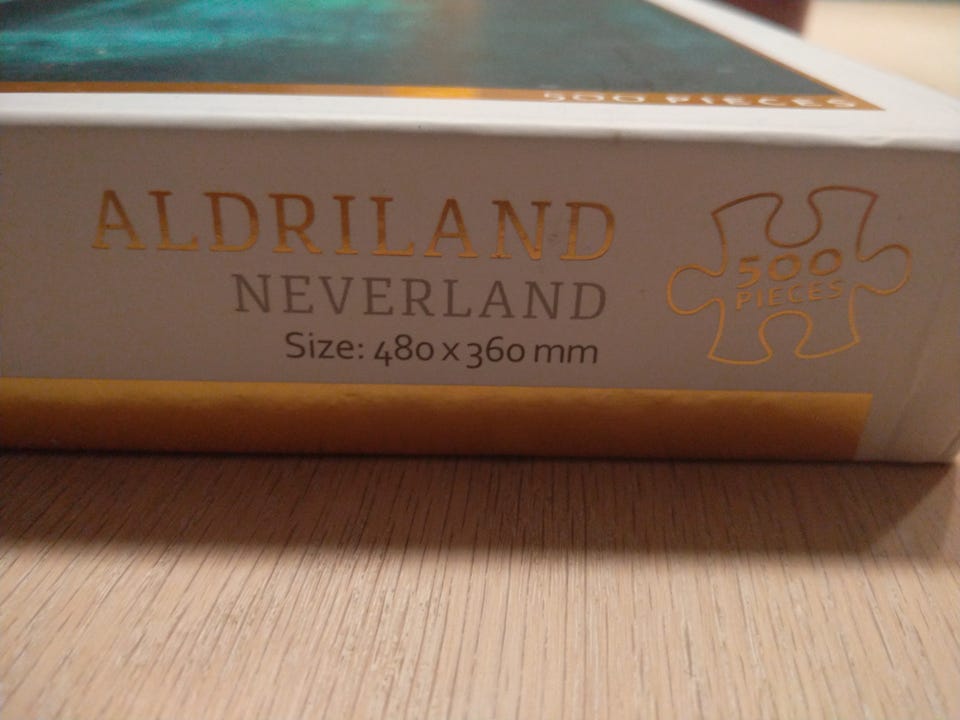 500 PIECES
ALDRILAND
NEVERLAND
Size: 480 x 360 mm
500
PIECES